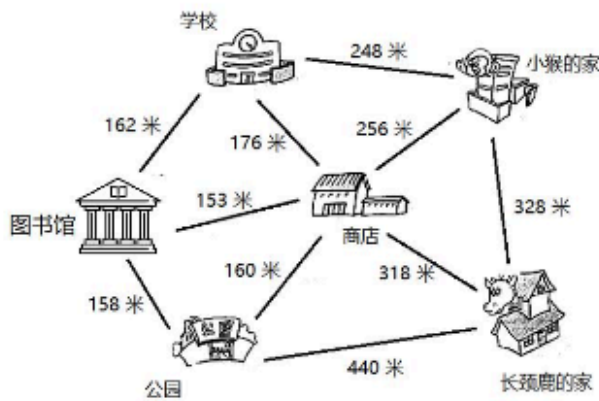 学校
248 米
小猴的家
162 米
176 米
256 米
153 米
图书馆
328 米
商店
160 米
318 米
158 米
公园
440 米
长颈鹿的家